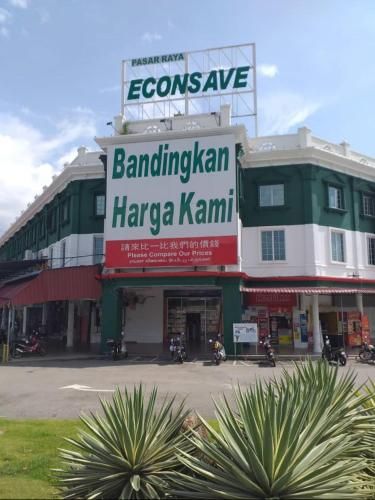 PASAR RAYA
ECONSAVE
Bandingkan
Harga Kami
請來比一比我們的價錢
Please Compare Our Prices